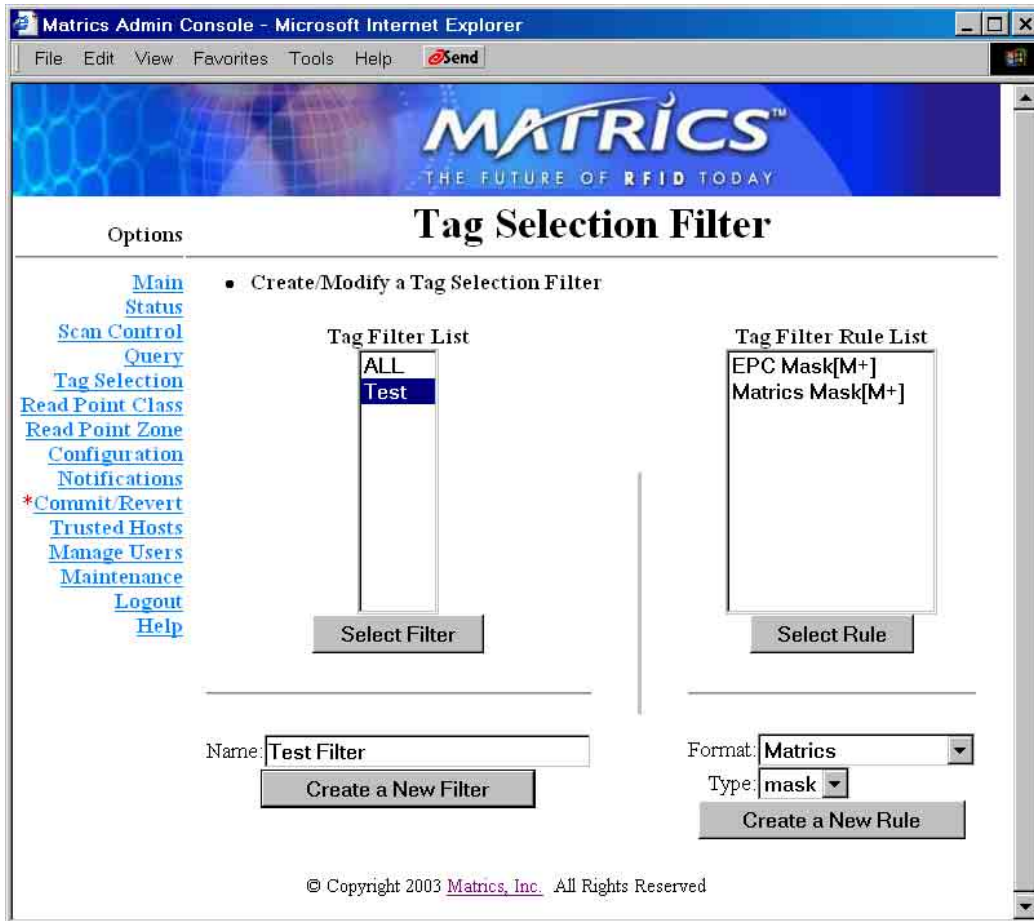 Matrics Admin Console - Microsoft Internet Explorer
File Edit View Favorites Tools Help Send
MATRICS™
THE FUTURE OF RFID TODAY
Options
Tag Selection Filter
Main
Status
Scan Control
Query
Tag Selection
Read Point Class
Read Point Zone
Configuration
Notifications
*Commit/Revert
Trusted Hosts
Manage Users
Maintenance
Logout
Help
• Create/Modify a Tag Selection Filter
Tag Filter List
ALL
Test
Select Filter
Tag Filter Rule List
EPC Mask[M+]
Matrics Mask[M+]
Select Rule
Name: Test Filter
Create a New Filter
Format: Matrics
Type: mask
Create a New Rule
© Copyright 2003 Matrics, Inc. All Rights Reserved